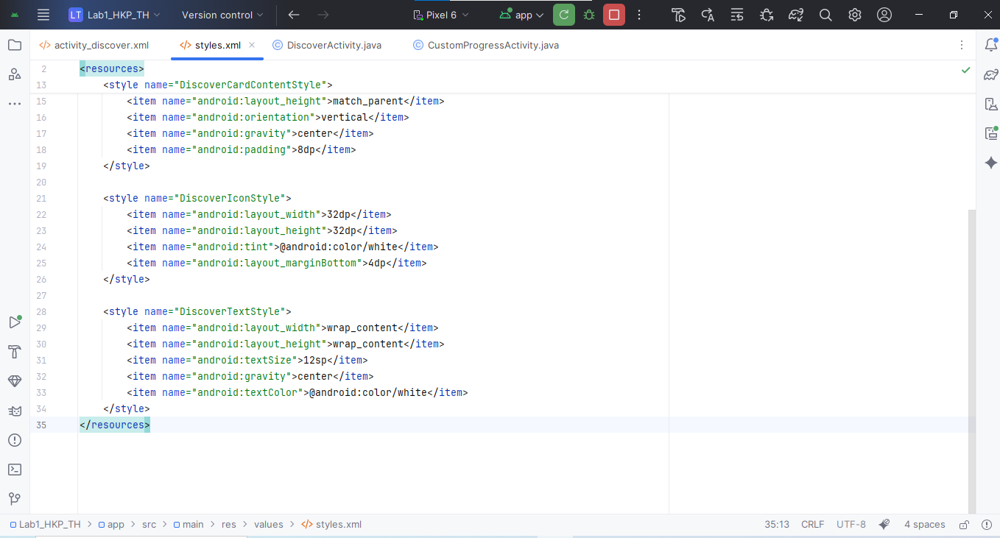 LT Lab1_HKP_TH Version control Pixel 6 app
activity_discover.xml styles.xml DiscoverActivity.java CustomProgressActivity.java
2 <resources>
13 <style name="DiscoverCardContentStyle">
15 <item name="android:layout_height">match_parent</item>
16 <item name="android:orientation">vertical</item>
17 <item name="android:gravity">center</item>
18 <item name="android:padding">8dp</item>
19 </style>
20
21 <style name="DiscoverIconStyle">
22 <item name="android:layout_width">32dp</item>
23 <item name="android:layout_height">32dp</item>
24 <item name="android:tint">@android:color/white</item>
25 <item name="android:layout_marginBottom">4dp</item>
26 </style>
27
28 <style name="DiscoverTextStyle">
29 <item name="android:layout_width">wrap_content</item>
30 <item name="android:layout_height">wrap_content</item>
31 <item name="android:textSize">12sp</item>
32 <item name="android:gravity">center</item>
33 <item name="android:textColor">@android:color/white</item>
34 </style>
35 </resources>
Lab1_HKP_TH > app > src > main > res > values > styles.xml 35:13 CRLF UTF-8 4 spaces